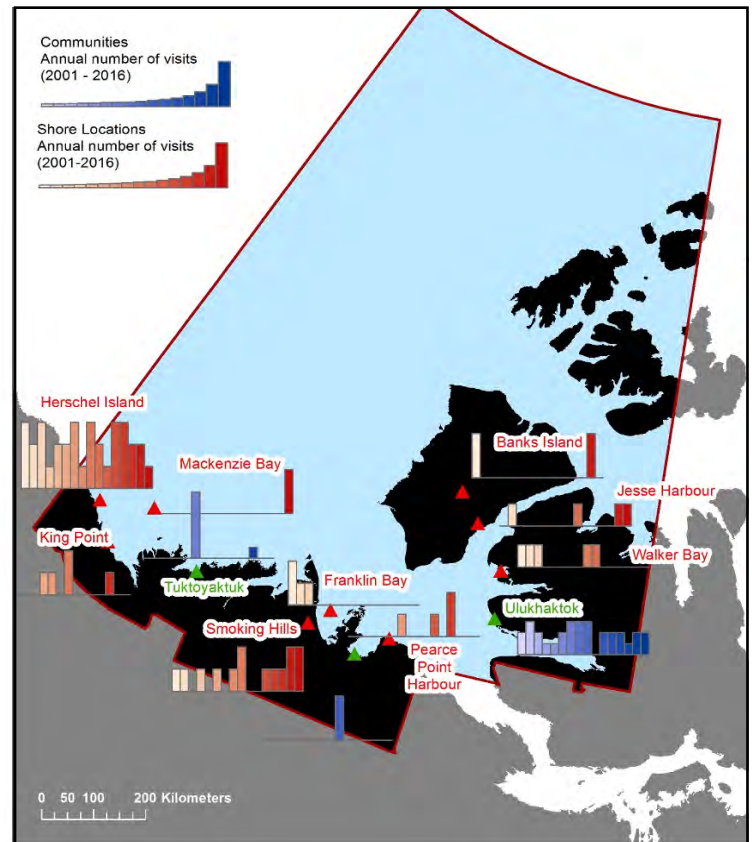 Communities
Annual number of visits
(2001 - 2016)
Shore Locations
Annual number of visits
(2001-2016)
Herschel Island
Mackenzie Bay
Banks Island
Jesse Harbour
King Point
Walker Bay
Tuktoyaktuk
Franklin Bay
Ulukhaktok
Smoking Hills
Pearce
Point
Harbour
0 50 100 200 Kilometers